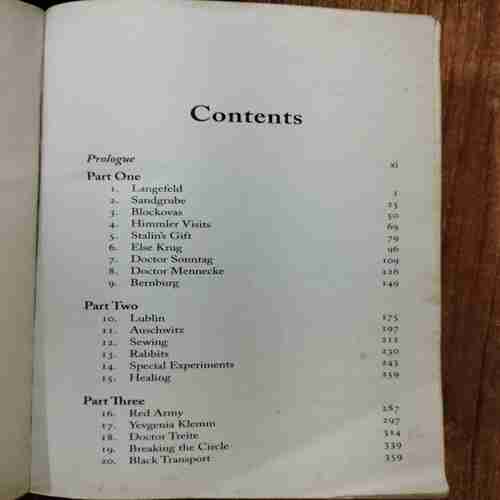 Contents
Prologue xi
Part One
1. Langefeld 1
2. Sandgrube 25
3. Blockovas 50
4. Himmler Visits 69
5. Stalin's Gift 79
6. Else Krug 96
7. Doctor Sonntag 109
8. Doctor Mennecke 126
9. Bernburg 149
Part Two
10. Lublin 175
11. Auschwitz 197
12. Sewing 212
13. Rabbits 230
14. Special Experiments 243
15. Healing 259
Part Three
16. Red Army 287
17. Yevgenia Klemm 297
18. Doctor Treite 314
19. Breaking the Circle 339
20. Black Transport 359